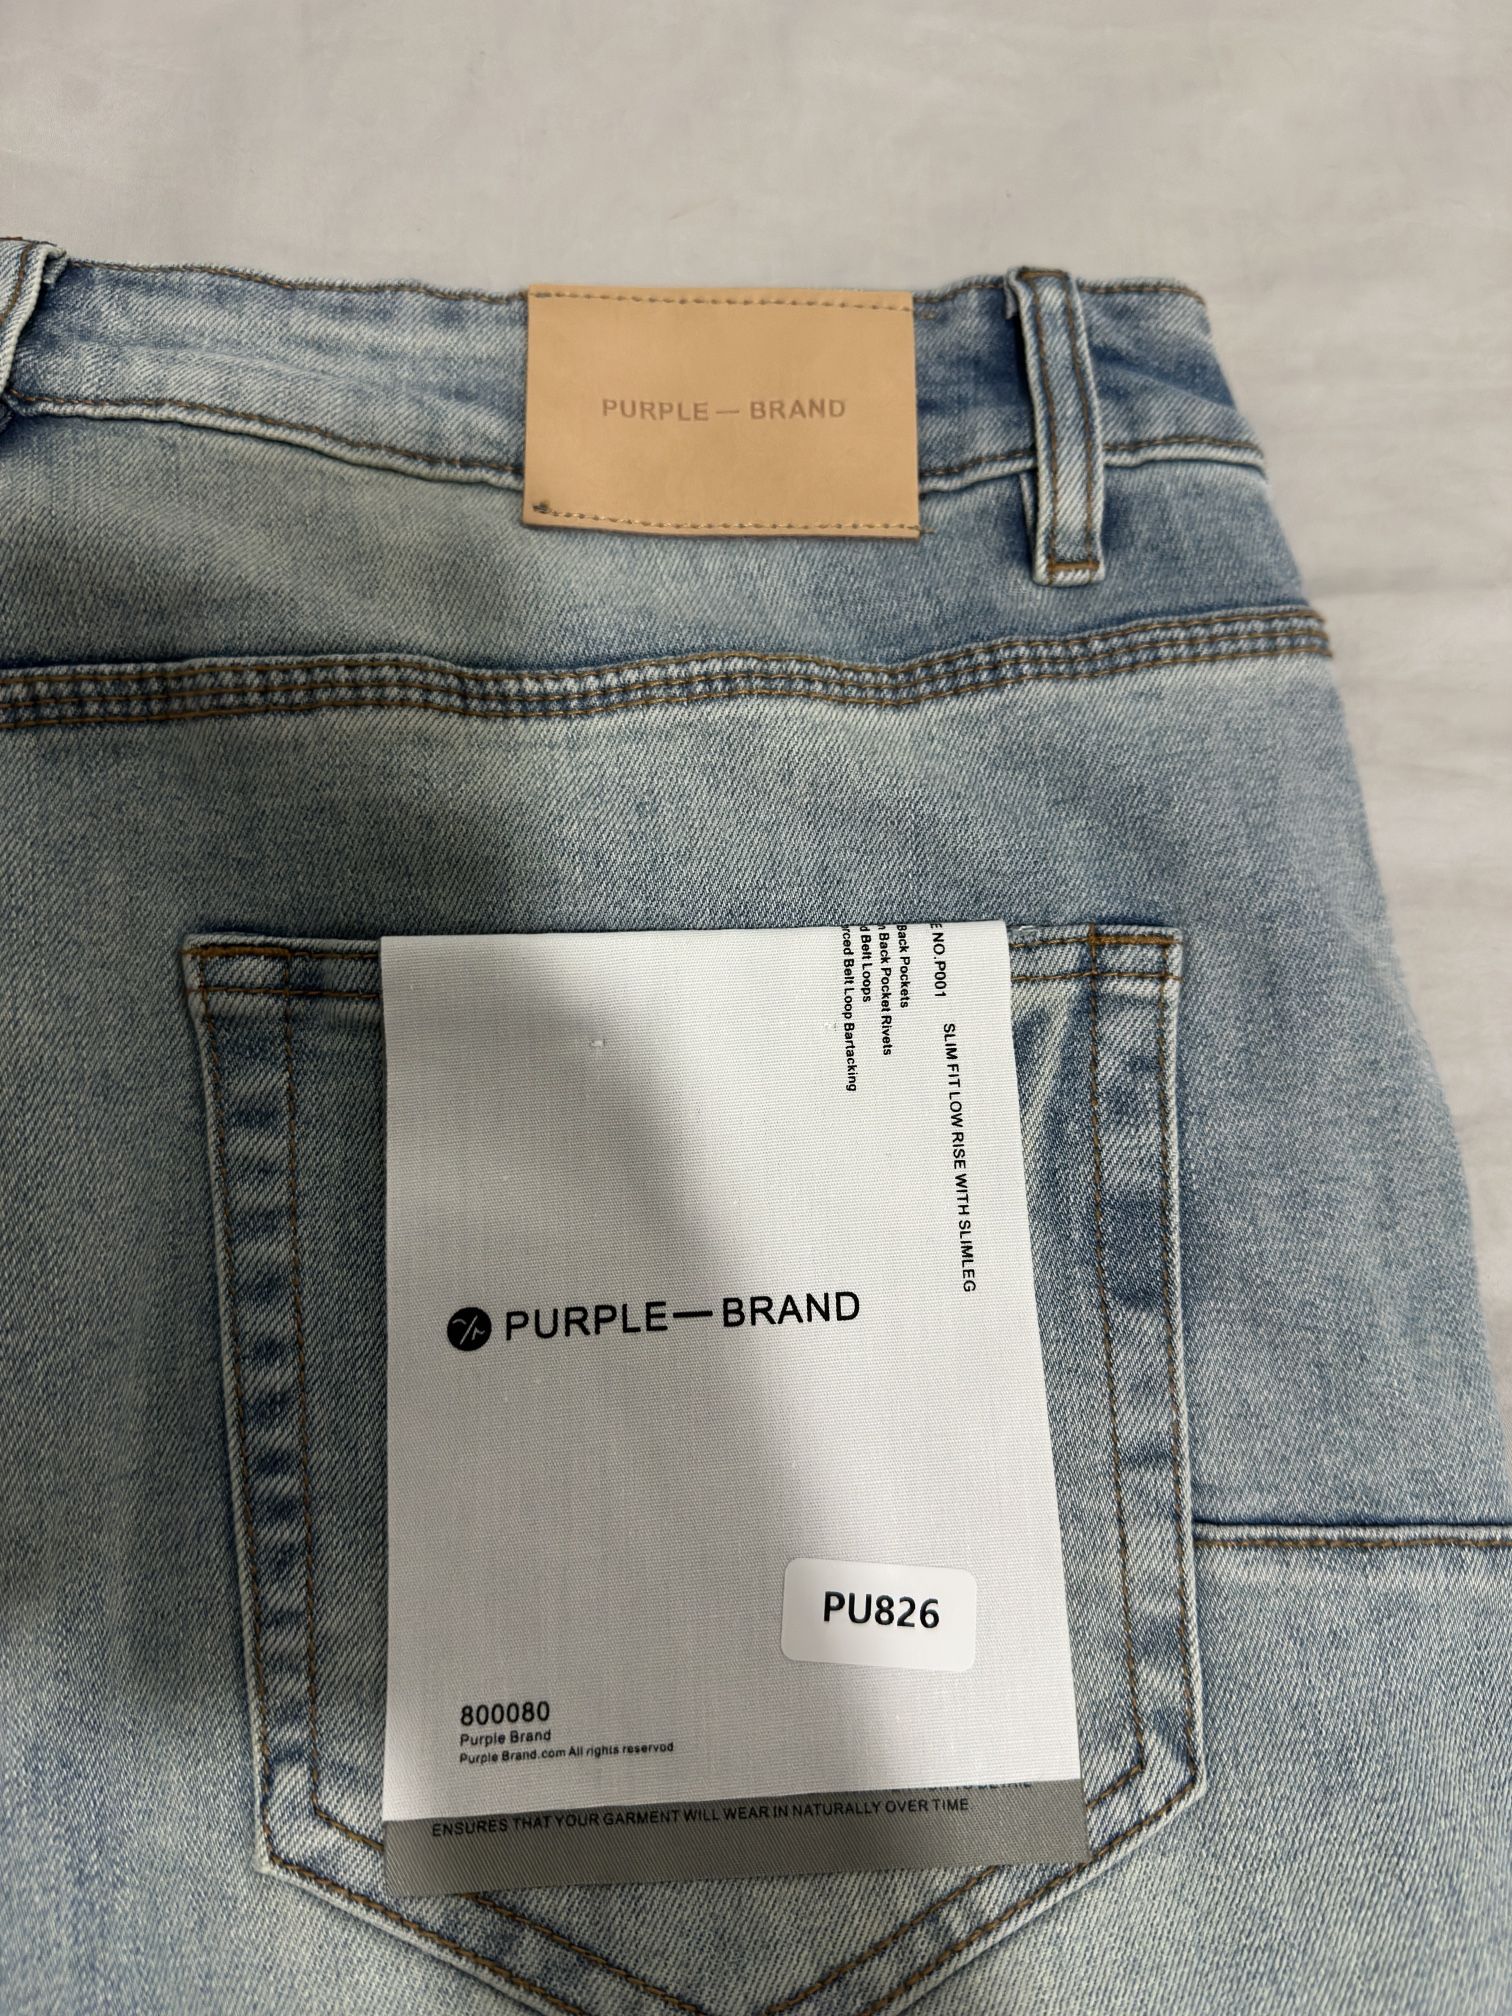 PURPLE— BRAND
E NO.P001 SLIM FIT LOW RISE WITH SLIMLEG
Back Pockets
Back Pocket Rivets
d Belt Loops
rced Belt Loop Bartacking
PURPLE—BRAND
PU826
800080
Purple Brand
Purple Brand.com All rights reservod
ENSURES THAT YOUR GARMENT WILL WEAR IN NATURALLY OVER TIME